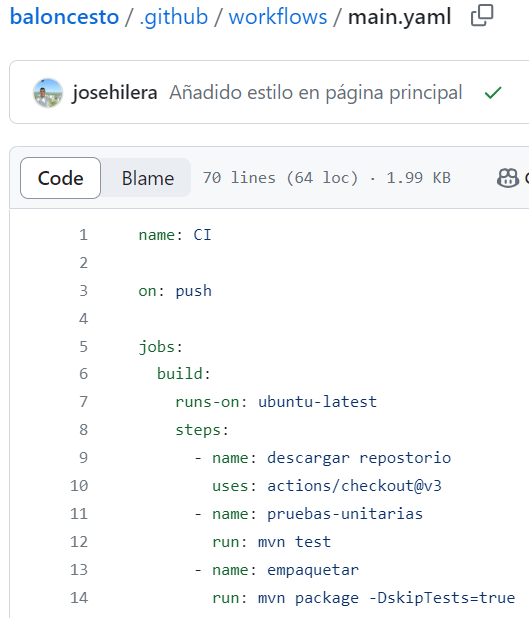 baloncesto / .github / workflows / main.yaml
josehilera Añadido estilo en página principal
Code Blame 70 lines (64 loc) · 1.99 KB
1 name: CI
2
3 on: push
4
5 jobs:
6 build:
7 runs-on: ubuntu-latest
8 steps:
9 - name: descargar repostorio
10 uses: actions/checkout@v3
11 - name: pruebas-unitarias
12 run: mvn test
13 - name: empaquetar
14 run: mvn package -DskipTests=true